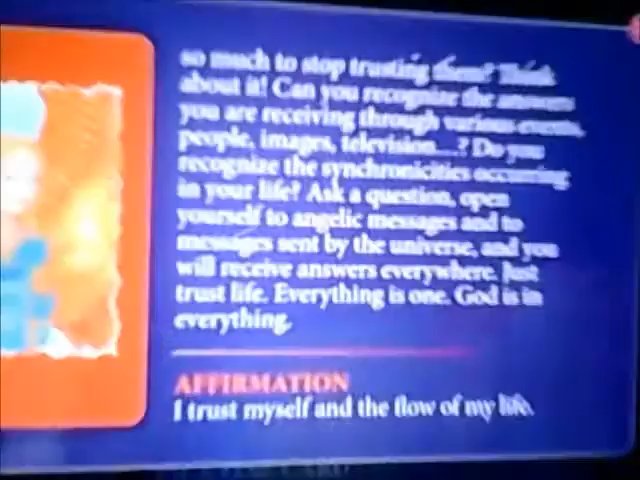 so much to stop trusting them? Think
about it! Can you recognize the answers
you are receiving through various events,
people, images, television....? Do you
recognize the synchronicities occurring
in your life? Ask a question, open
yourself to angelic messages and to
messages sent by the universe, and you
will receive answers everywhere. Just
trust life. Everything is one. God is in
everything.
AFFIRMATION
I trust myself and the flow of my life.